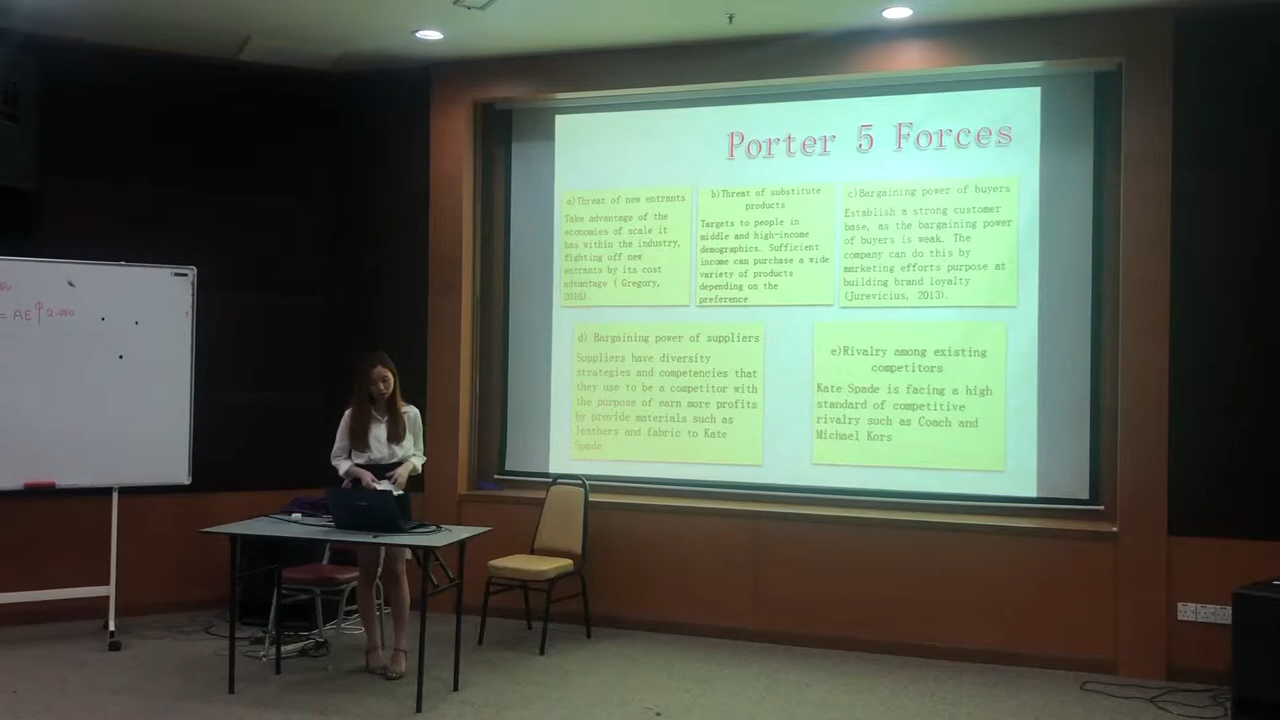 = AE↑ 2.000
Porter 5 Forces
a)Threat of new entrants
Take advantage of the
economies of scale it
has within the industry,
fighting off new
entrants by its cost
advantage ( Gregory,
2018).
b)Threat of substitute
products
Targets to people in
middle and high-income
demographics. Sufficient
income can purchase a wide
variety of products
depending on the
preference
c)Bargaining power of buyers
Establish a strong customer
base, as the bargaining power
of buyers is weak. The
company can do this by
marketing efforts purpose at
building brand loyalty
(Jurevicius, 2013).
d) Bargaining power of suppliers
Suppliers have diversity
strategies and competencies that
they use to be a competitor with
the purpose of earn more profits
by provide materials such as
leathers and fabric to Kate
Spade
e)Rivalry among existing
competitors
Kate Spade is facing a high
standard of competitive
rivalry such as Coach and
Michael Kors